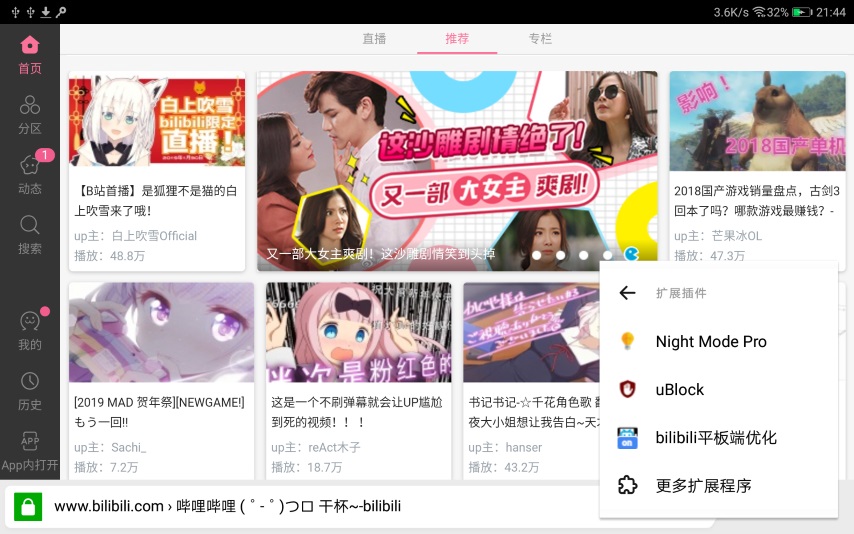 3.6K/s 32% 21:44
直播 推荐 专栏
首页
分区
1
动态
搜索
我的
历史
APP
App内打开
白上吹雪
bilibili限定
直播!
【B站首播】是狐狸不是猫的白
上吹雪来了哦！
up主：白上吹雪Official
播放：48.8万
这沙雕剧请绝了!
又一部 大女主 爽剧!
又一部大女主爽剧！这沙雕剧情笑到头掉
影响！
2018国产单机
2018国产游戏销量盘点，古剑3
回本了吗？哪款游戏最赚钱？-
up主：芒果冰OL
播放：47.3万
[2019 MAD 贺年祭][NEWGAME!]
もう一回!!
up主：Sachi_
播放：7.2万
这次是粉红色的
这是一个不刷弹幕就会让UP尴尬
到死的视频！！！
up主：reAct木子
播放：18.7万
书记书记-☆千花角色歌
夜大小姐想让我告白~天
up主：hanser
播放：43.2万
扩展插件
Night Mode Pro
uBlock
on
bilibili平板端优化
更多扩展程序
www.bilibili.com › 哔哩哔哩 ( ﾟ- ﾟ)つロ 干杯~-bilibili